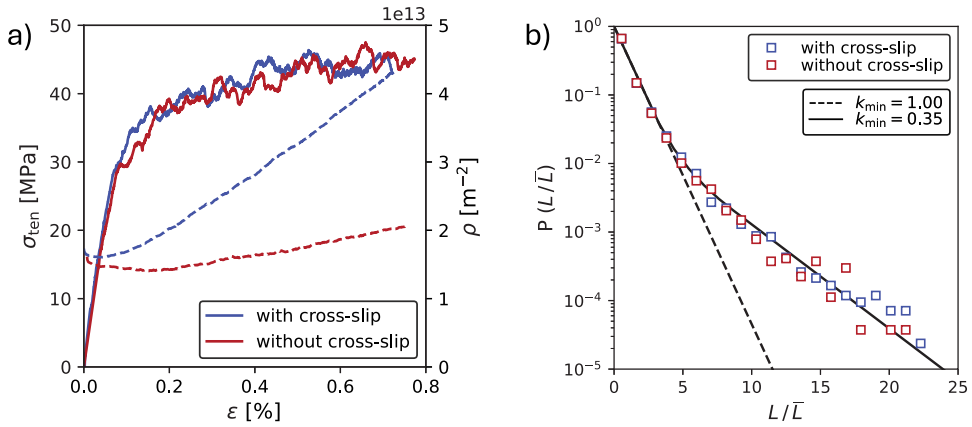 a)
1e13
50
40
30
20
10
0
σten [MPa]
5
4
3
2
1
0
ρ [m⁻²]
with cross-slip
without cross-slip
0.0 0.2 0.4 0.6 0.8
ε [%]
b)
10⁰
10⁻¹
10⁻²
10⁻³
10⁻⁴
10⁻⁵
P (L/L̅)
with cross-slip
without cross-slip
kmin = 1.00
kmin = 0.35
0 5 10 15 20 25
L/L̅